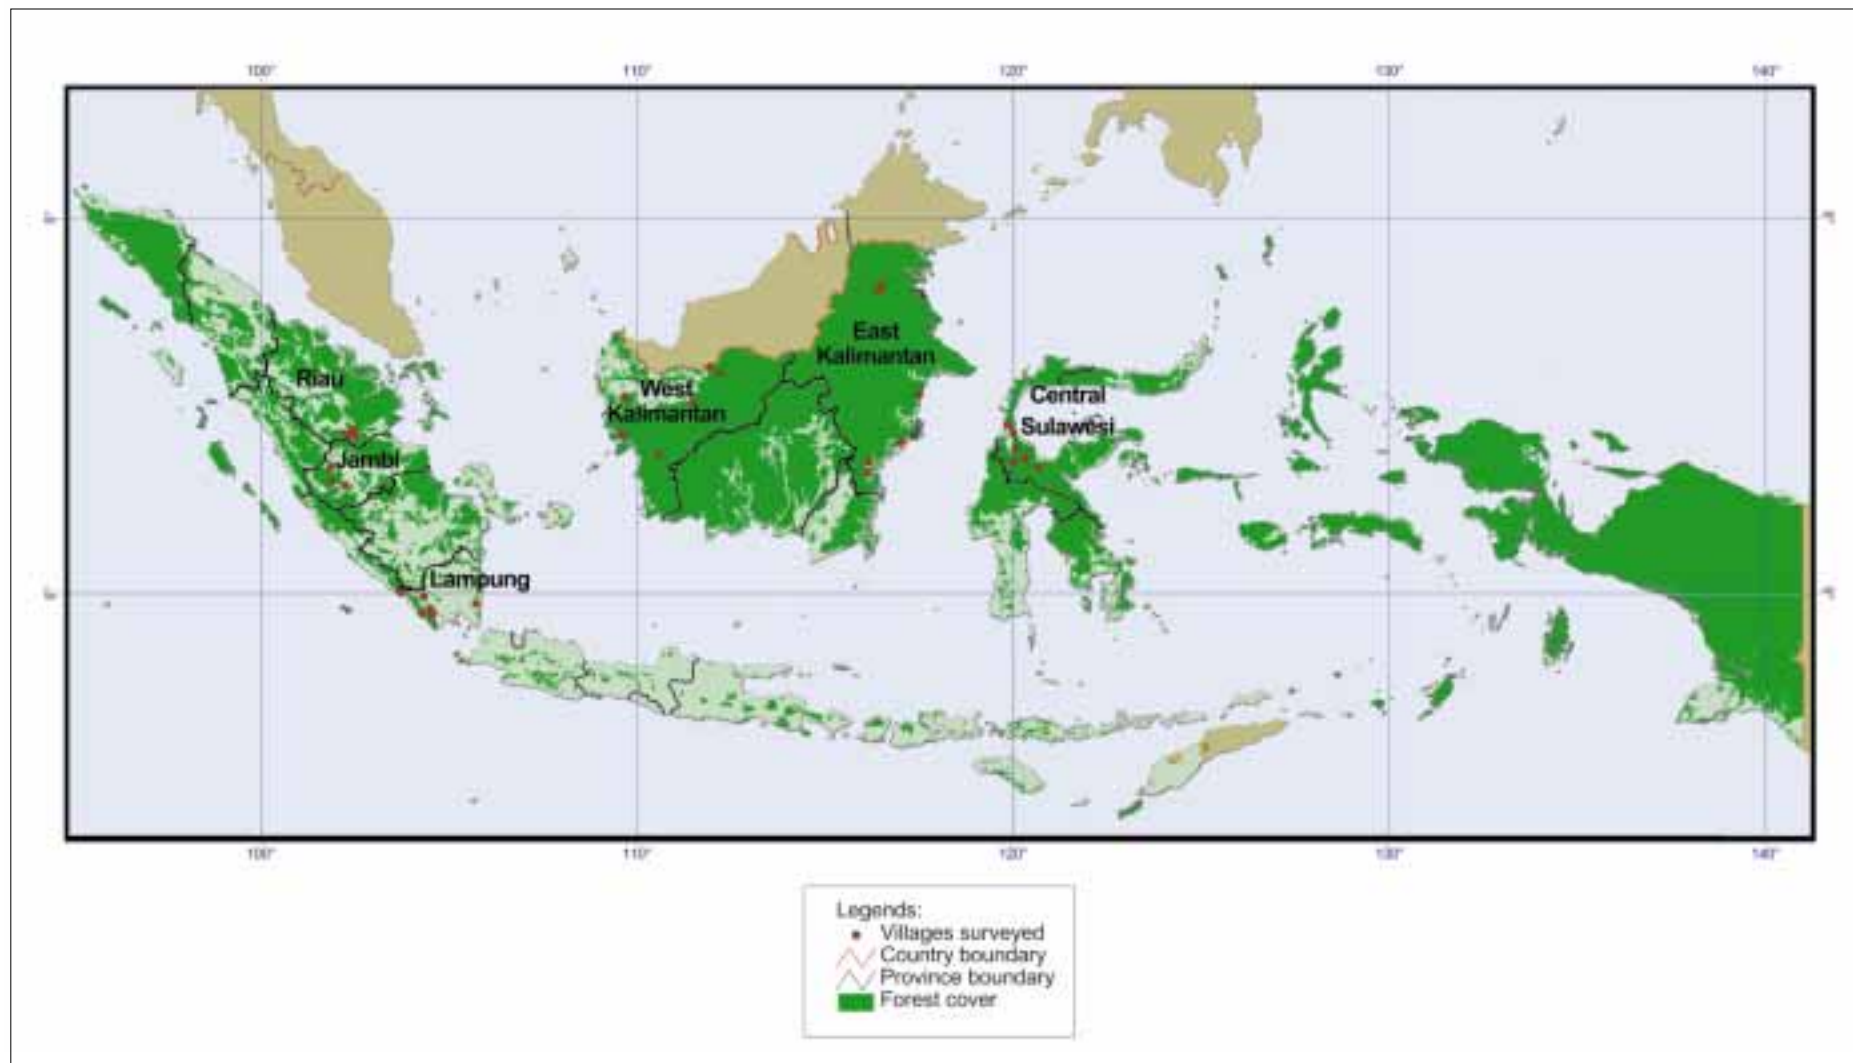 100° 110° 120° 130° 140°
East
Kalimantan
Riau
West
Kalimantan
Central
Sulawesi
Jambi
Lampung
100° 110° 120° 130° 140°
Legends:
Villages surveyed
Country boundary
Province boundary
Forest cover